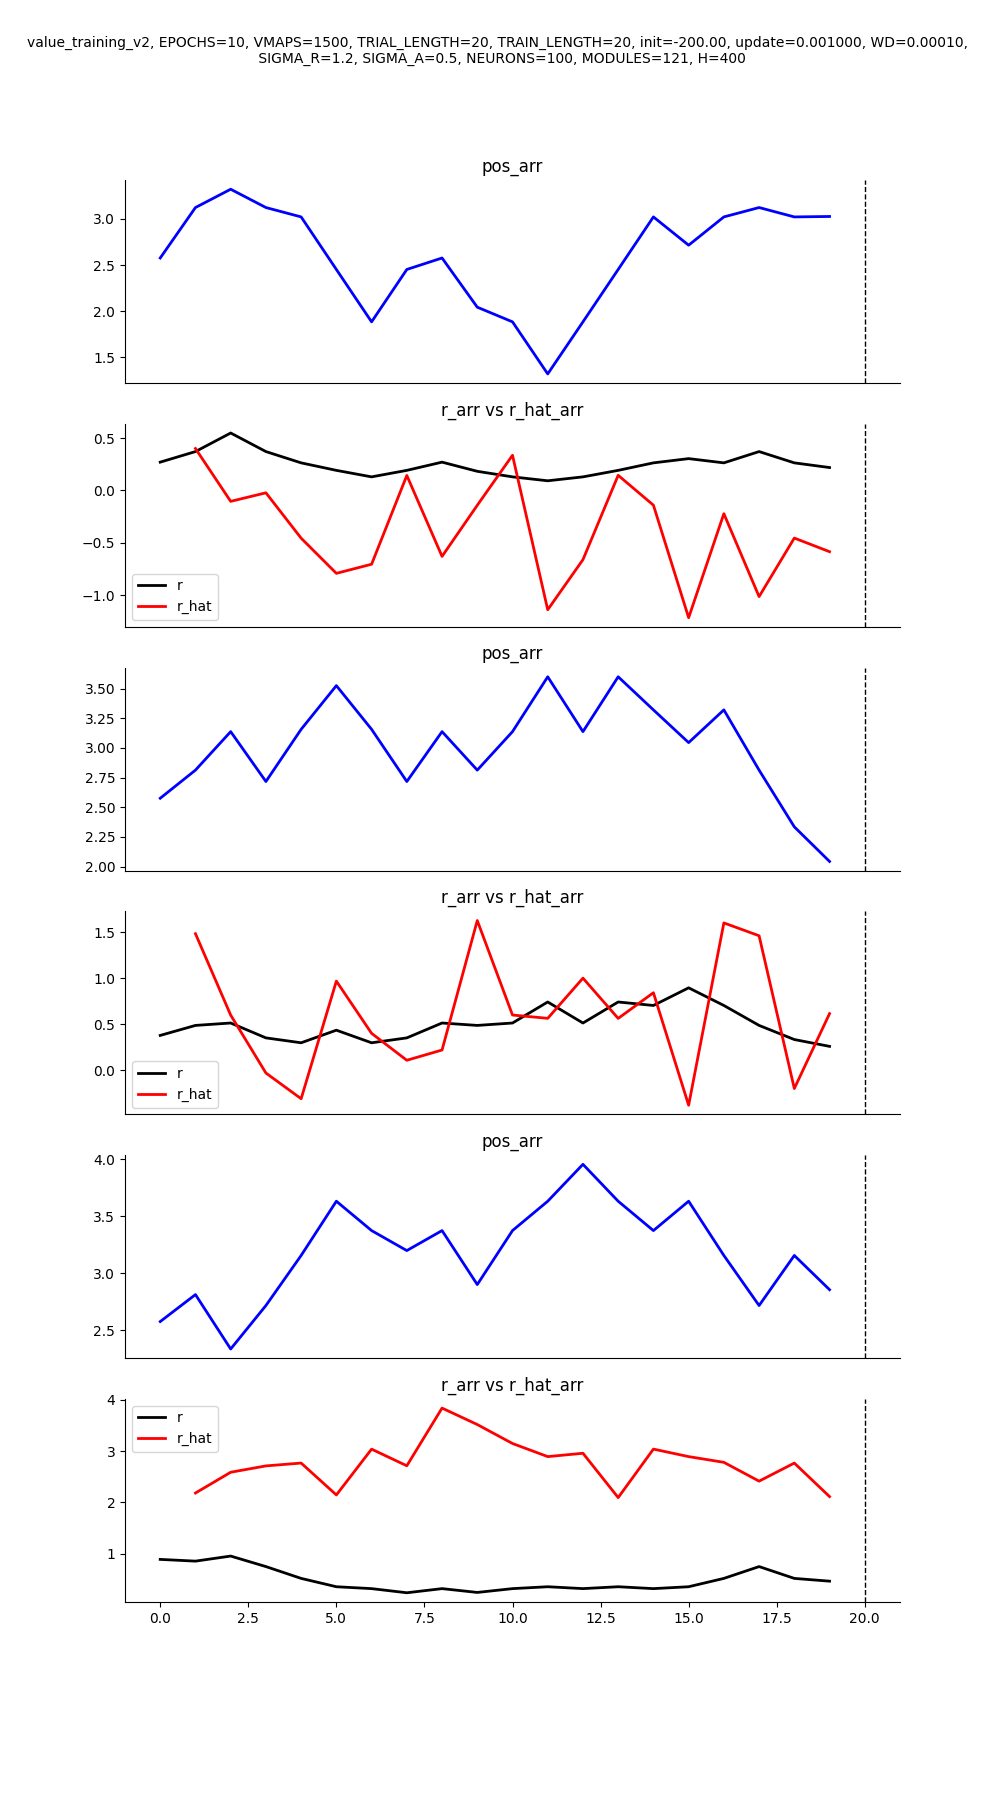 value_training_v2, EPOCHS=10, VMAPS=1500, TRIAL_LENGTH=20, TRAIN_LENGTH=20, init=-200.00, update=0.001000, WD=0.00010,
SIGMA_R=1.2, SIGMA_A=0.5, NEURONS=100, MODULES=121, H=400
pos_arr
3.0
2.5
2.0
1.5
r_arr vs r_hat_arr
0.5
0.0
−0.5
−1.0
r
r_hat
pos_arr
3.50
3.25
3.00
2.75
2.50
2.25
2.00
r_arr vs r_hat_arr
1.5
1.0
0.5
0.0
r
r_hat
pos_arr
4.0
3.5
3.0
2.5
r_arr vs r_hat_arr
4
3
2
1
r
r_hat
0.0 2.5 5.0 7.5 10.0 12.5 15.0 17.5 20.0